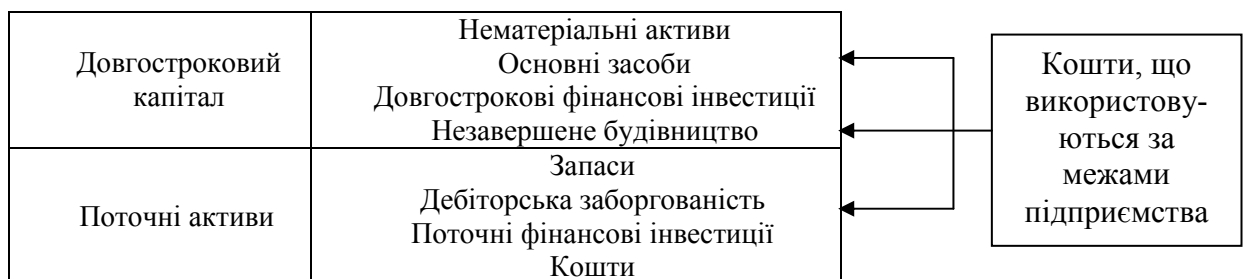 Довгостроковий
капітал
Нематеріальні активи
Основні засоби
Довгострокові фінансові інвестиції
Незавершене будівництво
Поточні активи
Запаси
Дебіторська заборгованість
Поточні фінансові інвестиції
Кошти
Кошти, що
використову-
ються за
межами
підприємства